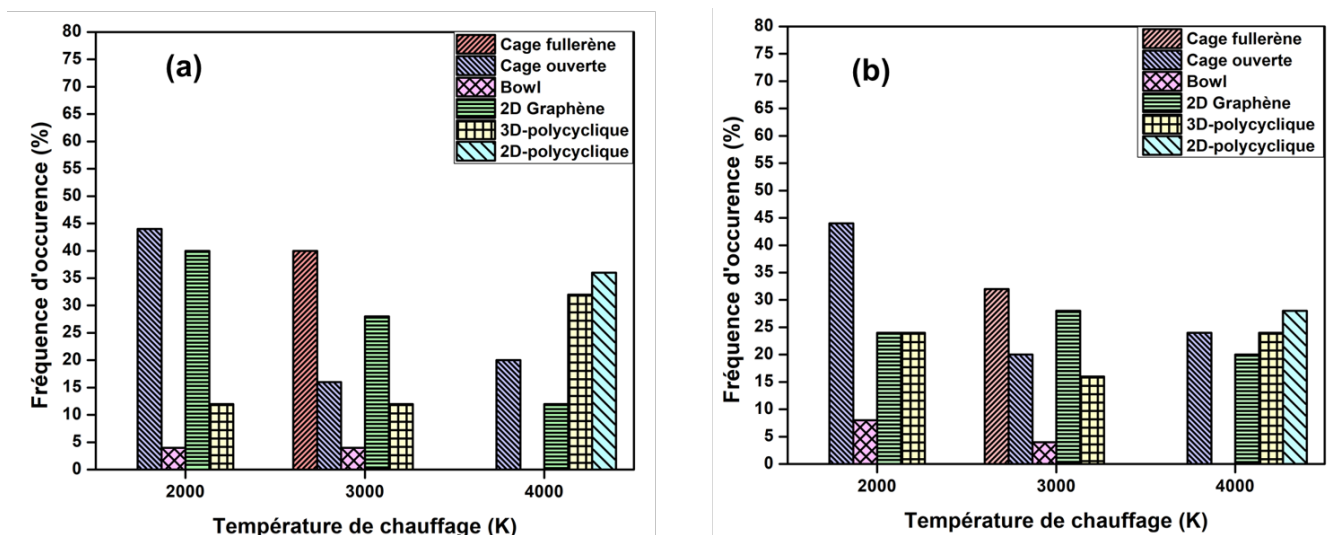 (a)
Cage fullerène
Cage ouverte
Bowl
2D Graphène
3D-polycyclique
2D-polycyclique
Fréquence d'occurence (%)
80
75
70
65
60
55
50
45
40
35
30
25
20
15
10
5
0
2000 3000 4000
Température de chauffage (K)
(b)
Cage fullerène
Cage ouverte
Bowl
2D Graphène
3D-polycyclique
2D-polycyclique
Fréquence d'occurence (%)
80
75
70
65
60
55
50
45
40
35
30
25
20
15
10
5
0
2000 3000 4000
Température de chauffage (K)